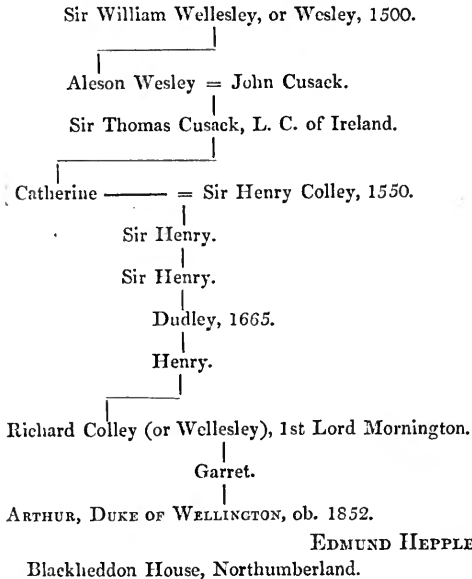 Sir William Wellesley, or Wesley, 1500.
Aleson Wesley = John Cusack.
Sir Thomas Cusack, L. C. of Ireland.
Catherine —— = Sir Henry Colley, 1550.
Sir Henry.
Sir Henry.
Dudley, 1665.
Henry.
Richard Colley (or Wellesley), 1st Lord Mornington.
Garret.
ARTHUR, DUKE OF WELLINGTON, ob. 1852.
EDMUND HEPPLE
Blackheddon House, Northumberland.